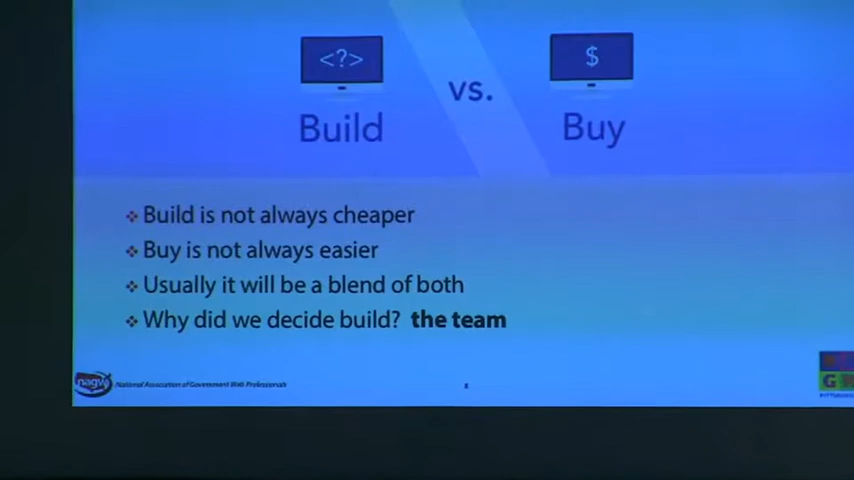 <?>
$
vs.
Build
Buy
Build is not always cheaper
Buy is not always easier
Usually it will be a blend of both
Why did we decide build? the team
nagw
National Association of Government Web Professionals